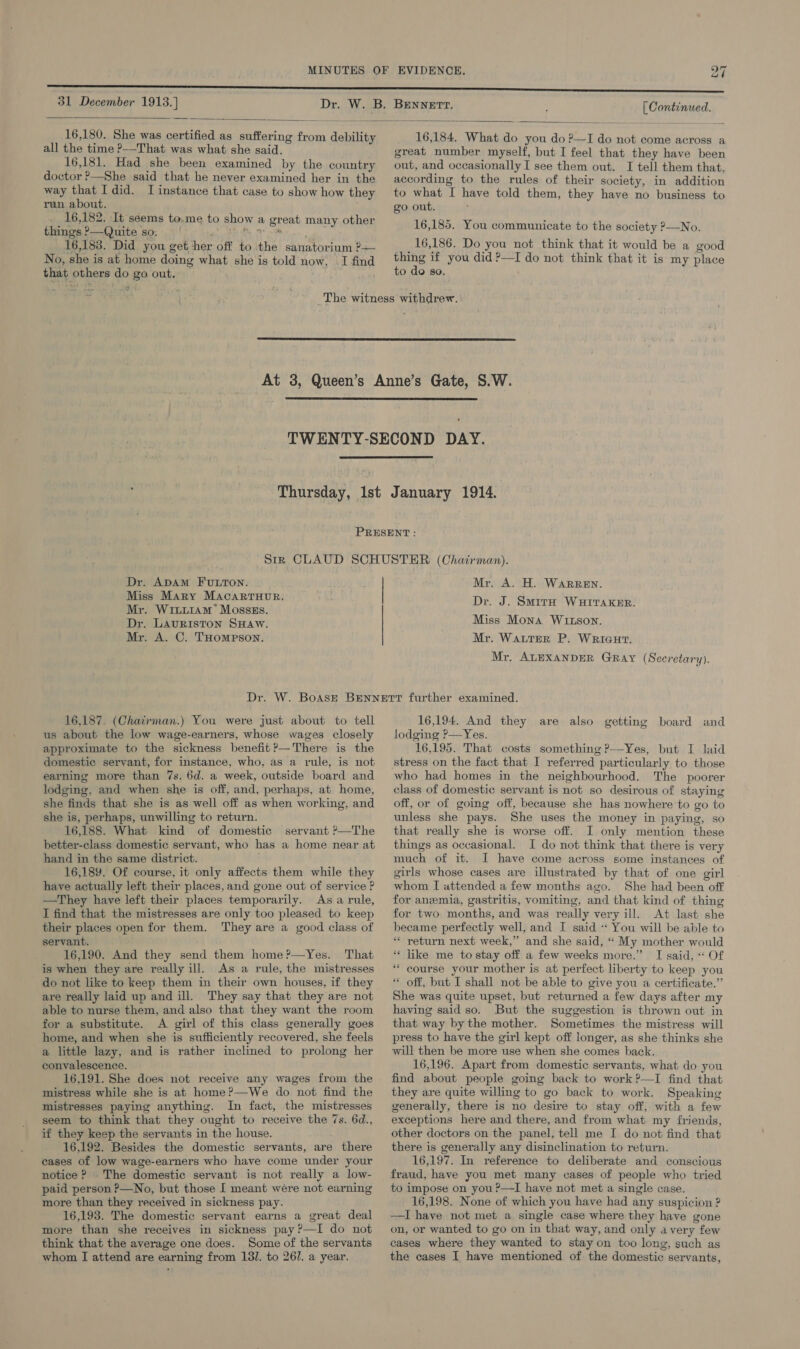 MINUTES OF EVIDENCE. 27
31 December 1913.] Dr. W. B. BENNETT. [Continued.
16,180. She was certified as suffering from debility
all the time?—That was what she said.
16,181. Had she been examined by the country
doctor?—She said that he never examined her in the
way that I did. I instance that case to show how they
run about.
16,182. It seems to me to show a great many other
things?—Quite so.
16,183. Did you get her off to the sanatorium?—
No, she is at home doing what she is told now. I find
that others do go out.
16,184. What do you do?—I do not come across a
great number myself, but I feel that they have been
out, and occasionally I see them out. I tell them that,
according to the rules of their society, in addition
to what I have told them, they have no business to
go out.
16,185. You communicate to the society?—No.
16,186. Do you not think that it would be a good
thing if you did?—I do not think that it is my place
to do so.
The witness withdrew.
At 3, Queen's Anne's Gate, S.W.
TWENTY-SECOND DAY.
Thursday, 1st January 1914.
PRESENT:
SIR CLAUD SCHUSTER (Chairman).
Dr. ADAM FULTON.
Miss MARY MACARTHUR.
Mr. WILLIAM MOSSES.
Dr. LAURISTON SHAW.
Mr. A. C. THOMPSON.
Mr. A. H. WARREN.
Dr. J. SMITH WHITAKER.
Miss MONA WILSON.
Mr. WALTER P. WRIGHT.
Mr. ALEXANDER GRAY (Secretary).
Dr. W. BOASE BENNETT further examined.
16,187. (Chairman.) You were just about to tell
us about the low wage-earners, whose wages closely
approximate to the sickness benefit?—There is the
domestic servant, for instance, who, as a rule, is not
earning more than 7s. 6d. a week, outside board and
lodging, and when she is off, and, perhaps, at home,
she finds that she is as well off as when working, and
she is, perhaps, unwilling to return.
16,188. What kind of domestic servant?—The
better-class domestic servant, who has a home near at
hand in the same district.
16,189. Of course, it only affects them while they
have actually left their places, and gone out of service?
—They have left their places temporarily. As a rule,
I find that the mistresses are only too pleased to keep
their places open for them. They are a good class of
servant.
16,190. And they send them home?—Yes. That
is when they are really ill. As a rule, the mistresses
do not like to keep them in their own houses, if they
are really laid up and ill. They say that they are not
able to nurse them, and also that they want the room
for a substitute. A girl of this class generally goes
home, and when she is sufficiently recovered, she feels
a little lazy, and is rather inclined to prolong her
convalescence.
16,191. She does not receive any wages from the
mistress while she is at home?—We do not find the
mistresses paying anything. In fact, the mistresses
seem to think that they ought to receive the 7s. 6d.,
if they keep the servants in the house.
16,192. Besides the domestic servants, are there
cases of low wage-earners who have come under your
notice? The domestic servant is not really a low-
paid person?—No, but those I meant were not earning
more than they received in sickness pay.
16,193. The domestic servant earns a great deal
more than she receives in sickness pay?—I do not
think that the average one does. Some of the servants
whom I attend are earning from 13l. to 26l. a year.
16,194. And they are also getting board and
lodging?—Yes.
16,195. That costs something?—Yes, but I laid
stress on the fact that I referred particularly to those
who had homes in the neighbourhood. The poorer
class of domestic servant is not so desirous of staying
off, or of going off, because she has nowhere to go to
unless she pays. She uses the money in paying, so
that really she is worse off. I only mention these
things as occasional. I do not think that there is very
much of it. I have come across some instances of
girls whose cases are illustrated by that of one girl
whom I attended a few months ago. She had been off
for anæmia, gastritis, vomiting, and that kind of thing
for two months, and was really very ill. At last she
became perfectly well, and I said "You will be able to
"return next week," and she said, "My mother would
"like me to stay off a few weeks more." I said, "Of
"course your mother is at perfect liberty to keep you
"off, but I shall not be able to give you a certificate."
She was quite upset, but returned a few days after my
having said so. But the suggestion is thrown out in
that way by the mother. Sometimes the mistress will
press to have the girl kept off longer, as she thinks she
will then be more use when she comes back.
16,196. Apart from domestic servants, what do you
find about people going back to work?—I find that
they are quite willing to go back to work. Speaking
generally, there is no desire to stay off, with a few
exceptions here and there, and from what my friends,
other doctors on the panel, tell me I do not find that
there is generally any disinclination to return.
16,197. In reference to deliberate and conscious
fraud, have you met many cases of people who tried
to impose on you?—I have not met a single case.
16,198. None of which you have had any suspicion?
—I have not met a single case where they have gone
on, or wanted to go on in that way, and only a very few
cases where they wanted to stay on too long, such as
the cases I have mentioned of the domestic servants,